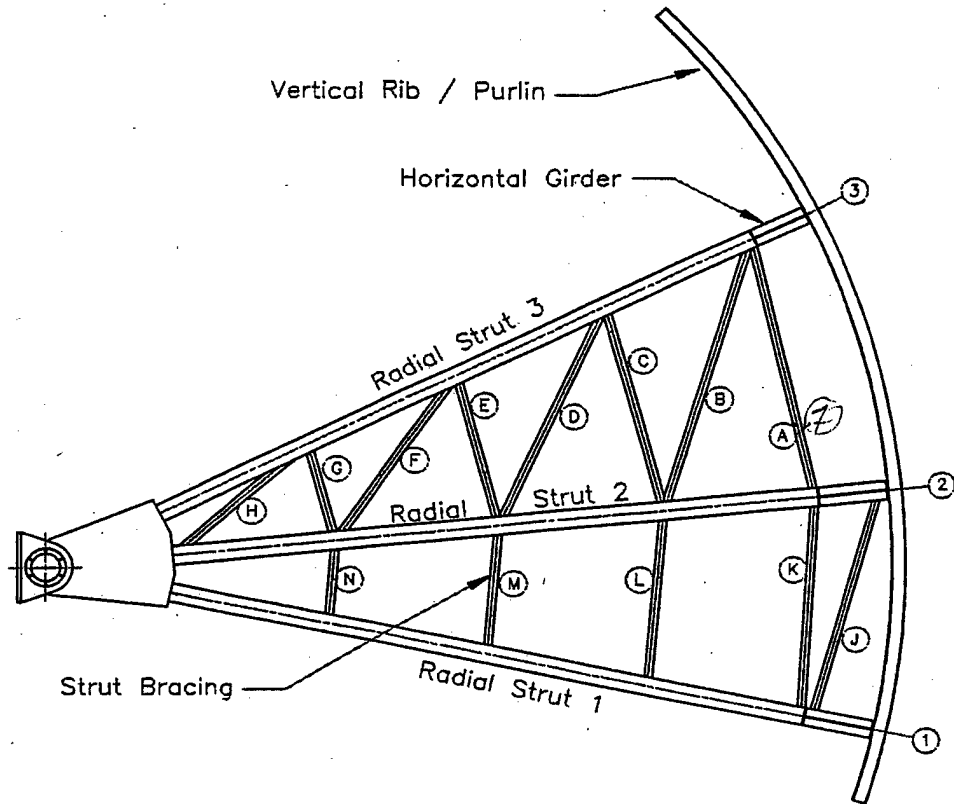 Vertical Rib / Purlin
Horizontal Girder
3
Radial Strut 3
C
E
B
D
A
G
F
H
Radial Strut 2
2
N
M
L
K
J
Strut Bracing
Radial Strut 1
1